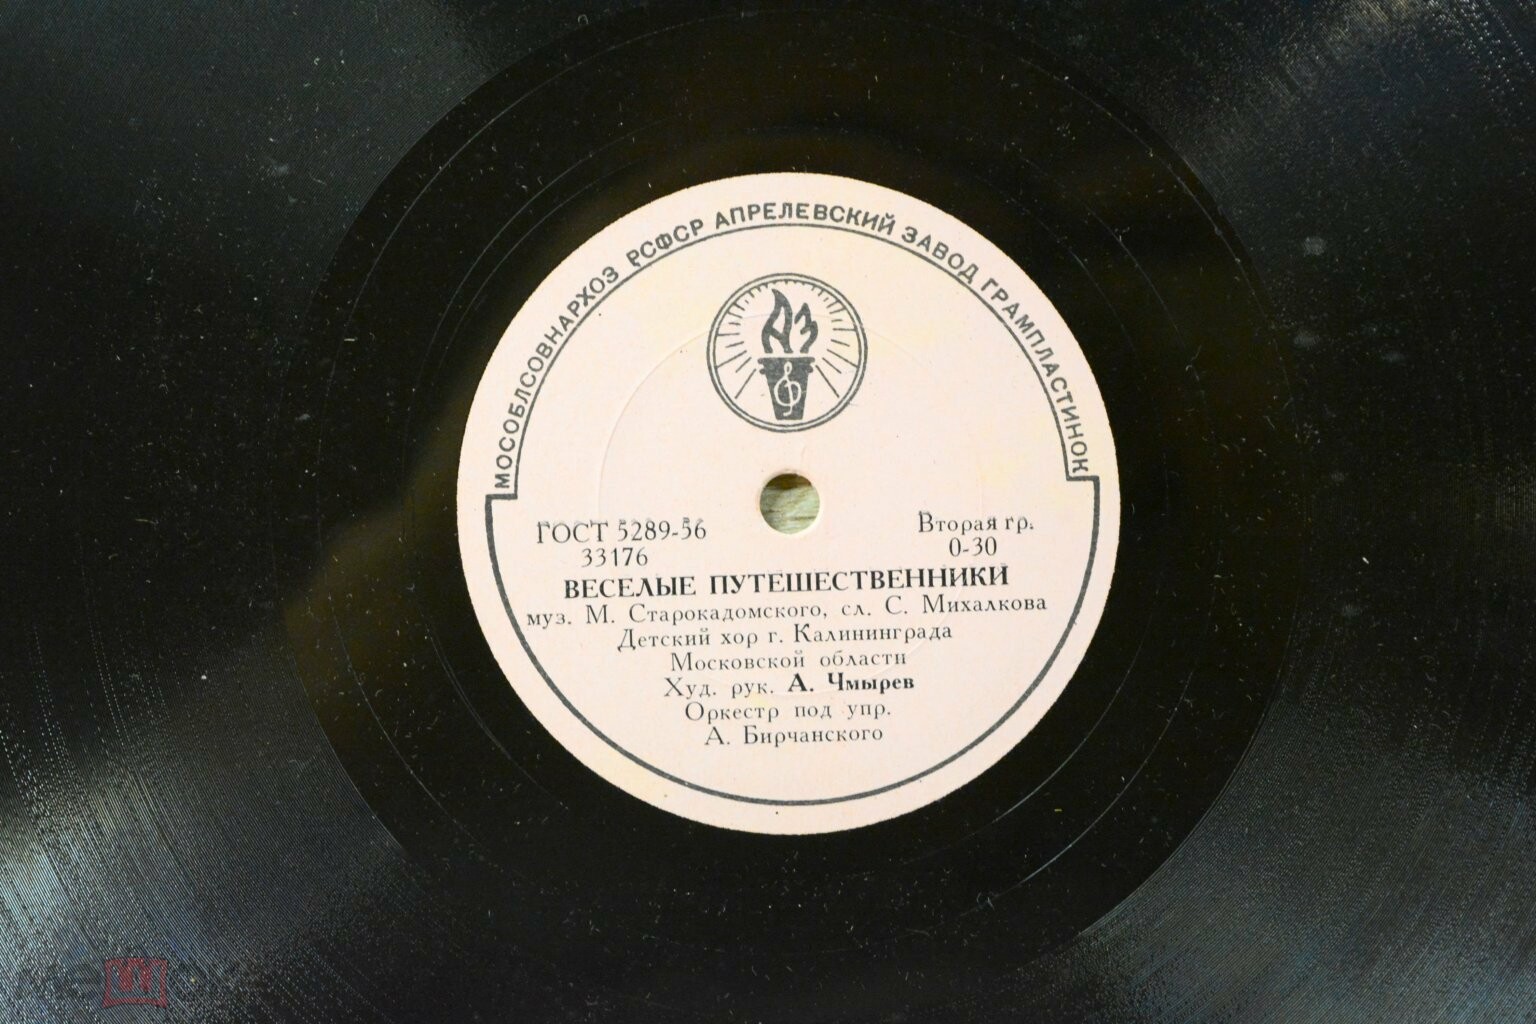 МОСОБЛСОВНАРХОЗ РСФСР АПРЕЛЕВСКИЙ ЗАВОД ГРАМПЛАСТИНОК
АЗ
ГОСТ 5289-56
33176
Вторая гр.
0-30
ВЕСЕЛЫЕ ПУТЕШЕСТВЕННИКИ
муз. М. Старокадомского, сл. С. Михалкова
Детский хор г. Калининграда
Московской области
Худ. рук. А. Чмырев
Оркестр под упр.
А. Бирчанского